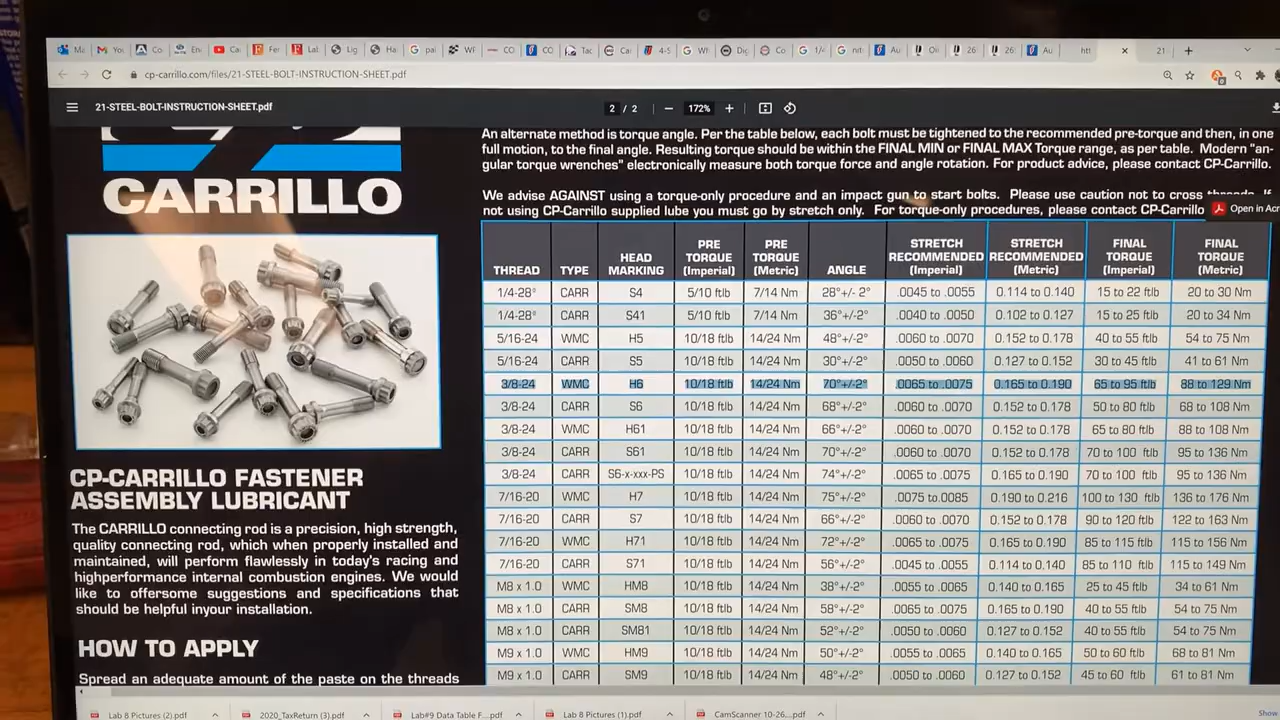 cp-carrillo.com/files/21-STEEL-BOLT-INSTRUCTION-SHEET.pdf
21-STEEL-BOLT-INSTRUCTION-SHEET.pdf
2 / 2
172%
CARRILLO
CP-CARRILLO FASTENER
ASSEMBLY LUBRICANT
The CARRILLO connecting rod is a precision, high strength,
quality connecting rod, which when properly installed and
maintained, will perform flawlessly in today's racing and
highperformance internal combustion engines. We would
like to offersome suggestions and specifications that
should be helpful inyour installation.
HOW TO APPLY
Spread an adequate amount of the paste on the threads
An alternate method is torque angle. Per the table below, each bolt must be tightened to the recommended pre-torque and then, in one
full motion, to the final angle. Resulting torque should be within the FINAL MIN or FINAL MAX Torque range, as per table. Modern "an-
gular torque wrenches" electronically measure both torque force and angle rotation. For product advice, please contact CP-Carrillo.
We advise AGAINST using a torque-only procedure and an impact gun to start bolts. Please use caution not to cross threads. If
not using CP-Carrillo supplied lube you must go by stretch only. For torque-only procedures, please contact CP-Carrillo
Open in Acr
THREAD TYPE HEAD MARKING PRE TORQUE (Imperial) PRE TORQUE (Metric) ANGLE STRETCH RECOMMENDED (Imperial) STRETCH RECOMMENDED (Metric) FINAL TORQUE (Imperial) FINAL TORQUE (Metric)
1/4-28° CARR S4 5/10 ftlb 7/14 Nm 28°+/- 2° .0045 to .0055 0.114 to 0.140 15 to 22 ftlb 20 to 30 Nm
1/4-28° CARR S41 5/10 ftlb 7/14 Nm 36°+/-2° .0040 to .0050 0.102 to 0.127 15 to 25 ftlb 20 to 34 Nm
5/16-24 WMC H5 10/18 ftlb 14/24 Nm 48°+/-2° .0060 to .0070 0.152 to 0.178 40 to 55 ftlb 54 to 75 Nm
5/16-24 CARR S5 10/18 ftlb 14/24 Nm 30°+/-2° .0050 to .0060 0.127 to 0.152 30 to 45 ftlb 41 to 61 Nm
3/8-24 WMC H6 10/18 ftlb 14/24 Nm 70°+/-2° .0065 to .0075 0.165 to 0.190 65 to 95 ftlb 88 to 129 Nm
3/8-24 CARR S6 10/18 ftlb 14/24 Nm 68°+/-2° .0060 to .0070 0.152 to 0.178 50 to 80 ftlb 68 to 108 Nm
3/8-24 WMC H61 10/18 ftlb 14/24 Nm 66°+/-2° .0060 to .0070 0.152 to 0.178 65 to 80 ftlb 88 to 108 Nm
3/8-24 CARR S61 10/18 ftlb 14/24 Nm 70°+/-2° .0060 to .0070 0.152 to 0.178 70 to 100 ftlb 95 to 136 Nm
3/8-24 CARR S6-x-xxx-PS 10/18 ftlb 14/24 Nm 74°+/-2° .0065 to .0075 0.165 to 0.190 70 to 100 ftlb 95 to 136 Nm
7/16-20 WMC H7 10/18 ftlb 14/24 Nm 75°+/-2° .0075 to .0085 0.190 to 0.216 100 to 130 ftlb 136 to 176 Nm
7/16-20 CARR S7 10/18 ftlb 14/24 Nm 66°+/-2° .0060 to .0070 0.152 to 0.178 90 to 120 ftlb 122 to 163 Nm
7/16-20 WMC H71 10/18 ftlb 14/24 Nm 72°+/-2° .0065 to .0075 0.165 to 0.190 85 to 115 ftlb 115 to 156 Nm
7/16-20 CARR S71 10/18 ftlb 14/24 Nm 56°+/-2° .0045 to .0055 0.114 to 0.140 85 to 110 ftlb 115 to 149 Nm
M8 x 1.0 WMC HM8 10/18 ftlb 14/24 Nm 38°+/-2° .0055 to .0065 0.140 to 0.165 25 to 45 ftlb 34 to 61 Nm
M8 x 1.0 CARR SM8 10/18 ftlb 14/24 Nm 58°+/-2° .0065 to .0075 0.165 to 0.190 40 to 55 ftlb 54 to 75 Nm
M8 x 1.0 CARR SM81 10/18 ftlb 14/24 Nm 52°+/-2° .0050 to .0060 0.127 to 0.152 40 to 55 ftlb 54 to 75 Nm
M9 x 1.0 WMC HM9 10/18 ftlb 14/24 Nm 50°+/-2° .0055 to .0065 0.140 to 0.165 50 to 60 ftlb 68 to 81 Nm
M9 x 1.0 CARR SM9 10/18 ftlb 14/24 Nm 48°+/-2° .0050 to .0060 0.127 to 0.152 45 to 60 ftlb 61 to 81 Nm
Lab 8 Pictures (2).pdf 2020_TaxReturn (3).pdf Lab#9 Data Table F....pdf Lab 8 Pictures (1).pdf CamScanner 10-26....pdf Show